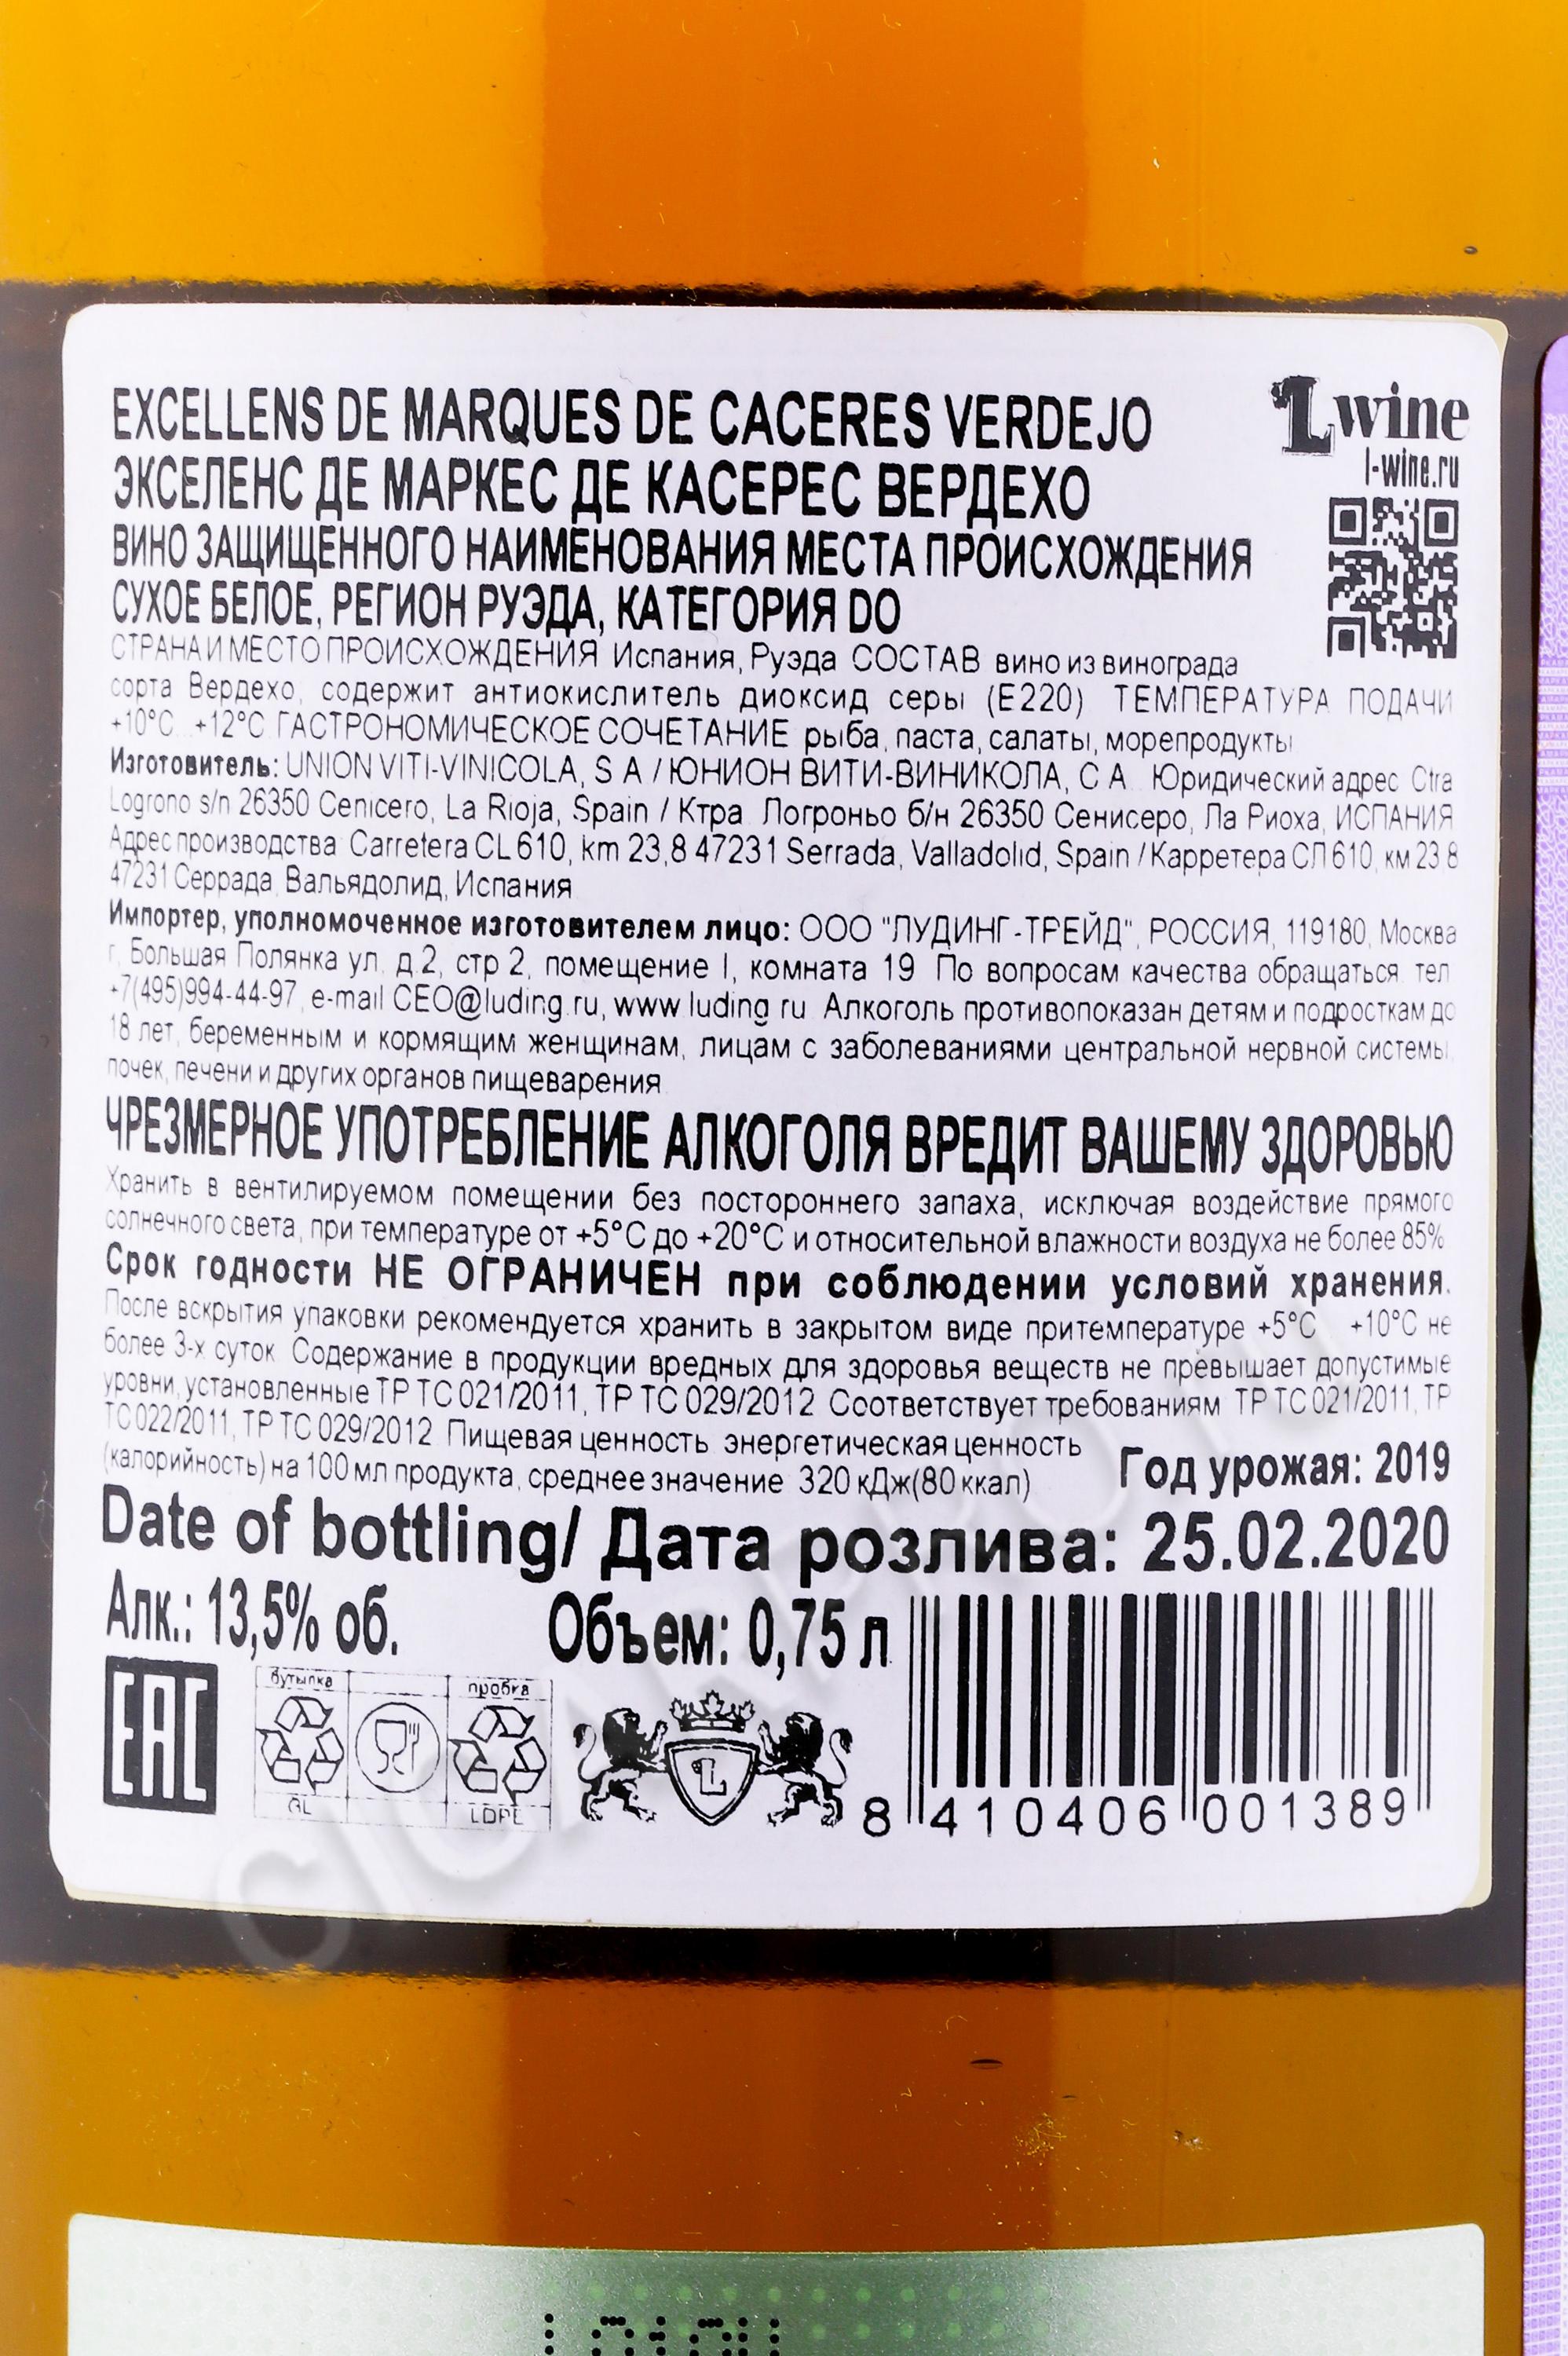 EXCELLENS DE MARQUES DE CACERES VERDEJO
Lwine
l-wine.ru
ЭКСЕЛЕНС ДЕ МАРКЕС ДЕ КАСЕРЕС ВЕРДЕХО
ВИНО ЗАЩИЩЕННОГО НАИМЕНОВАНИЯ МЕСТА ПРОИСХОЖДЕНИЯ
СУХОЕ БЕЛОЕ, РЕГИОН РУЭДА, КАТЕГОРИЯ DO
СТРАНА И МЕСТО ПРОИСХОЖДЕНИЯ Испания, Руэда СОСТАВ вино из винограда
сорта Вердехо, содержит антиокислитель диоксид серы (Е220) ТЕМПЕРАТУРА ПОДАЧИ
+10°С...+12°С ГАСТРОНОМИЧЕСКОЕ СОЧЕТАНИЕ рыба, паста, салаты, морепродукты
Изготовитель: UNION VITI-VINICOLA, S A / ЮНИОН ВИТИ-ВИНИКОЛА, С А. Юридический адрес Ctra
Logrono s/n 26350 Cenicero, La Rioja, Spain / Ктра Логроньо б/н 26350 Сенисеро, Ла Риоха, ИСПАНИЯ
Адрес производства Carretera CL 610, km 23,8 47231 Serrada, Valladolid, Spain / Карретера СЛ 610, км 23 8
47231 Серрада, Вальядолид, Испания
Импортер, уполномоченное изготовителем лицо: ООО "ЛУДИНГ-ТРЕЙД", РОССИЯ, 119180, Москва
г, Большая Полянка ул, д.2, стр 2, помещение I, комната 19 По вопросам качества обращаться тел
+7(495)994-44-97, e-mail CEO@luding.ru, www luding ru Алкоголь противопоказан детям и подросткам до
18 лет, беременным и кормящим женщинам, лицам с заболеваниями центральной нервной системы,
почек, печени и других органов пищеварения
ЧРЕЗМЕРНОЕ УПОТРЕБЛЕНИЕ АЛКОГОЛЯ ВРЕДИТ ВАШЕМУ ЗДОРОВЬЮ
Хранить в вентилируемом помещении без постороннего запаха, исключая воздействие прямого
солнечного света, при температуре от +5°С до +20°С и относительной влажности воздуха не более 85%
Срок годности НЕ ОГРАНИЧЕН при соблюдении условий хранения.
После вскрытия упаковки рекомендуется хранить в закрытом виде притемпературе +5°С +10°С не
более 3-х суток Содержание в продукции вредных для здоровья веществ не превышает допустимые
уровни, установленные ТР ТС 021/2011, ТР ТС 029/2012 Соответствует требованиям ТР ТС 021/2011, ТР
ТС 022/2011, ТР ТС 029/2012 Пищевая ценность энергетическая ценность
(калорийность) на 100 мл продукта, среднее значение 320 кДж(80 ккал)
Год урожая: 2019
Date of bottling/ Дата розлива: 25.02.2020
Алк.: 13,5% об.
Объем: 0,75 л
бутылка
пробка
EAC
GL
LDPE
L
8 410406 001389